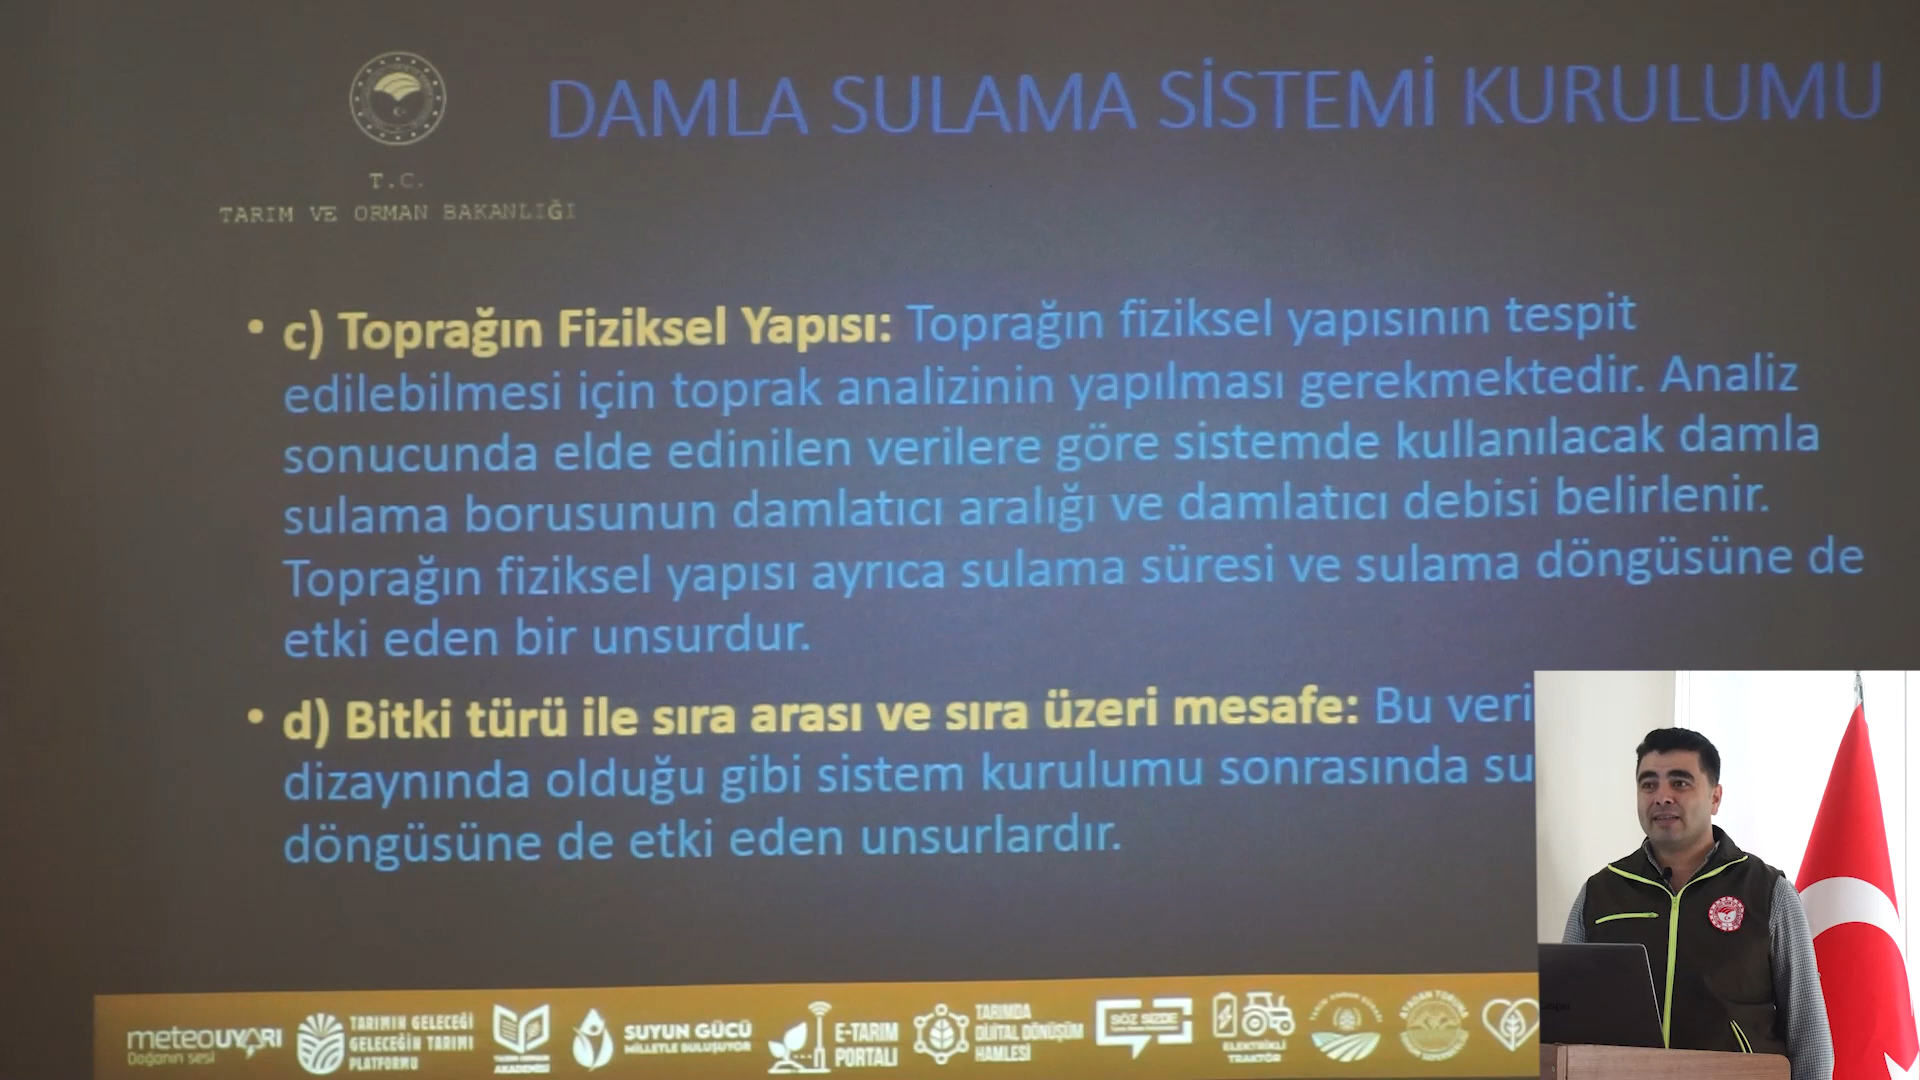 DAMLA SULAMA SİSTEMİ KURULUMU
T.C.
TARIM VE ORMAN BAKANLIĞI
• c) Toprağın Fiziksel Yapısı: Toprağın fiziksel yapısının tespit
edilebilmesi için toprak analizinin yapılması gerekmektedir. Analiz
sonucunda elde edinilen verilere göre sistemde kullanılacak damla
sulama borusunun damlatıcı aralığı ve damlatıcı debisi belirlenir.
Toprağın fiziksel yapısı ayrıca sulama süresi ve sulama döngüsüne de
etki eden bir unsurdur.
• d) Bitki türü ile sıra arası ve sıra üzeri mesafe: Bu veri
dizaynında olduğu gibi sistem kurulumu sonrasında su
döngüsüne de etki eden unsurlardır.
meteoUYARI
Doğanın sesi
TARIMIN GELECEĞİ
GELECEĞİN TARIMI
PLATFORMU
TARIM ORMAN
AKADEMİSİ
SUYUN GÜCÜ
MİLLETLE BULUŞUYOR
E-TARIM
PORTALI
TARIMDA
DİJİTAL DÖNÜŞÜM
HAMLESİ
SÖZ SİZDE
ELEKTRİKLİ
TRAKTÖR